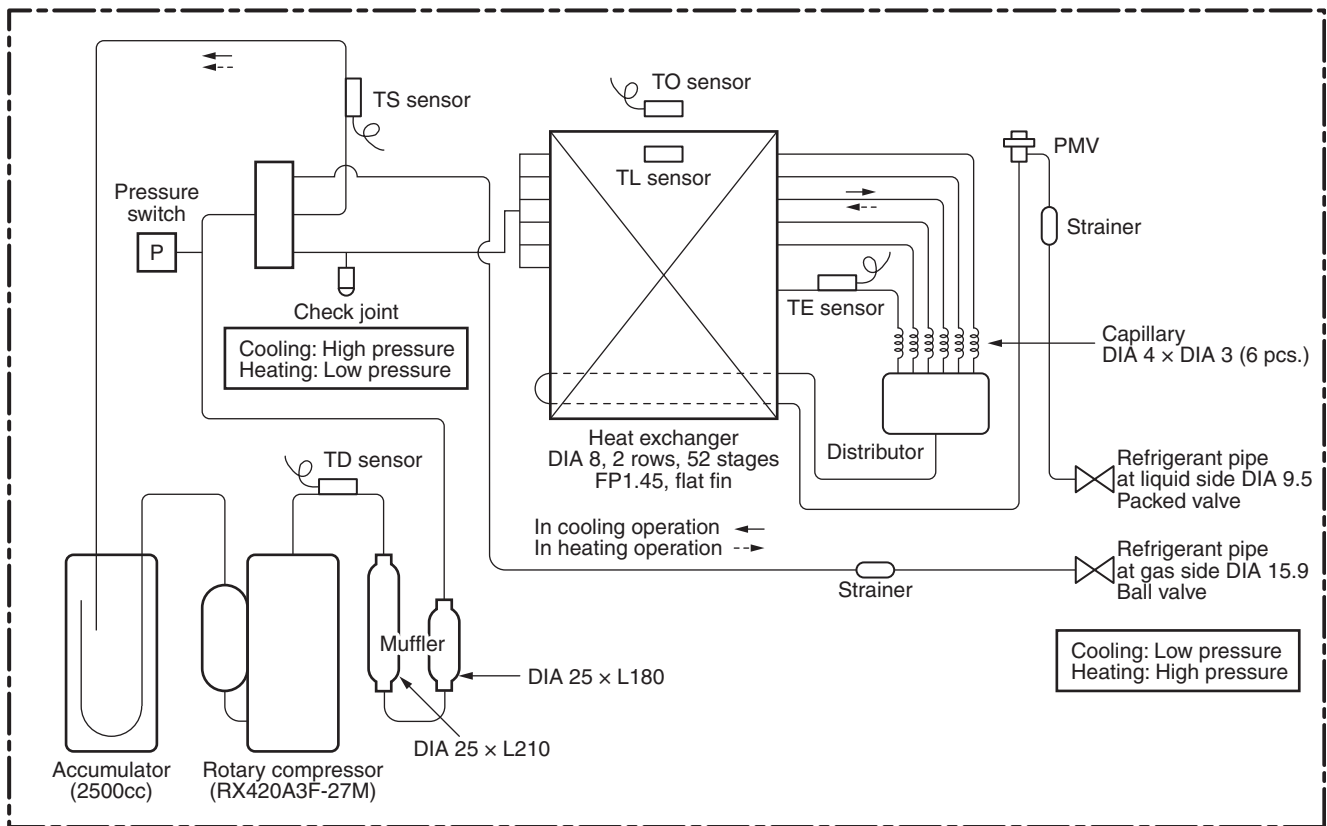 TS sensor
TO sensor
TL sensor
PMV
Pressure
switch
P
Strainer
Check joint
Cooling: High pressure
Heating: Low pressure
TE sensor
Capillary
DIA 4 × DIA 3 (6 pcs.)
Heat exchanger
DIA 8, 2 rows, 52 stages
FP1.45, flat fin
Distributor
TD sensor
Refrigerant pipe
at liquid side DIA 9.5
Packed valve
In cooling operation
In heating operation
Refrigerant pipe
at gas side DIA 15.9
Ball valve
Strainer
Muffler
Cooling: Low pressure
Heating: High pressure
DIA 25 × L180
DIA 25 × L210
Accumulator
(2500cc)
Rotary compressor
(RX420A3F-27M)